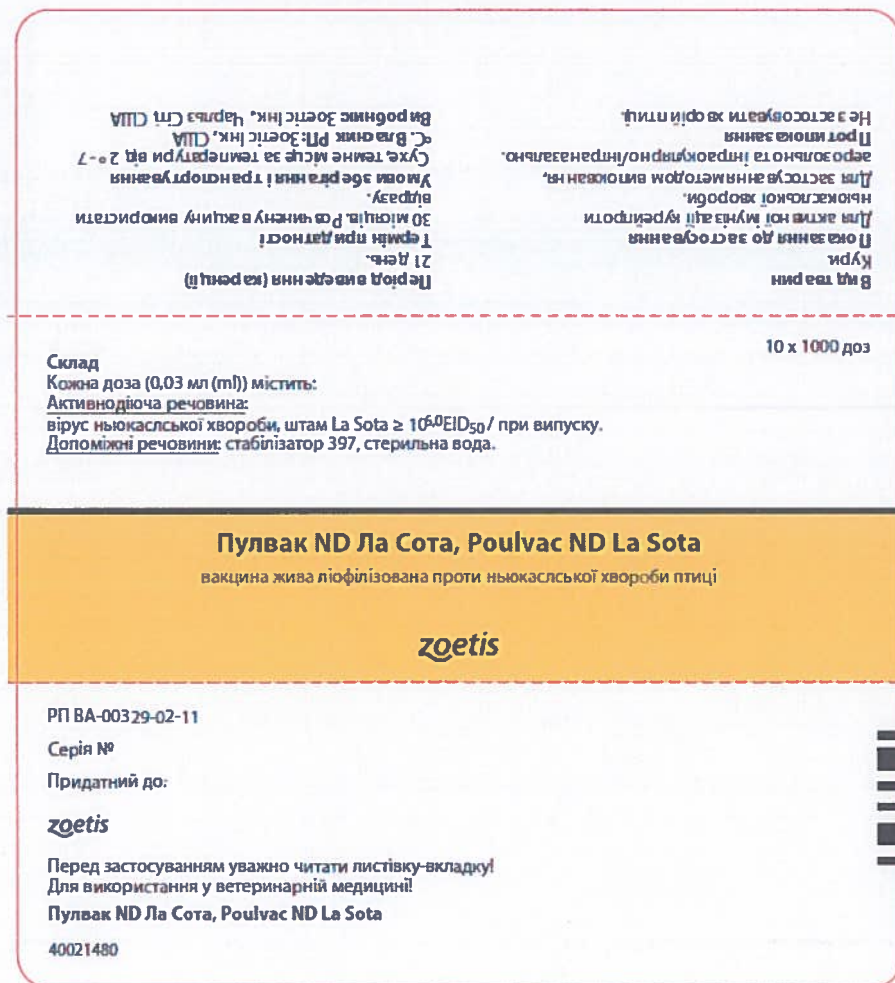 Вид тварин
Кури
Показання до застосування
Для активної імунізації курей проти
ньюкаслської хвороби.
Для застосування методом випоювання,
аерозольно та інтраокулярно/інтраназально.
Протипоказання
Не застосовувати хворій птиці.
Період виведення (каренції)
21 день.
Термін придатності
30 місяців. Розчинену вакцину використати
відразу.
Умови зберігання і транспортування
Сухе, темне місце за температури від 2°-7
°C. Власник РП: Зоетіс Інк., США
Виробник Зоетіс Інк., Чарльз Сіті, США
10 x 1000 доз
Склад
Кожна доза (0,03 мл (ml)) містить:
Активнодіюча речовина:
вірус ньюкаслської хвороби, штам La Sota ≥ 10⁶·⁰EID₅₀/ при випуску.
Допоміжні речовини: стабілізатор 397, стерильна вода.
Пулвак ND Ла Сота, Poulvac ND La Sota
вакцина жива ліофілізована проти ньюкаслської хвороби птиці
zoetis
РП ВА-00329-02-11
Серія №
Придатний до:
zoetis
Перед застосуванням уважно читати листівку-вкладку!
Для використання у ветеринарній медицині!
Пулвак ND Ла Сота, Poulvac ND La Sota
40021480